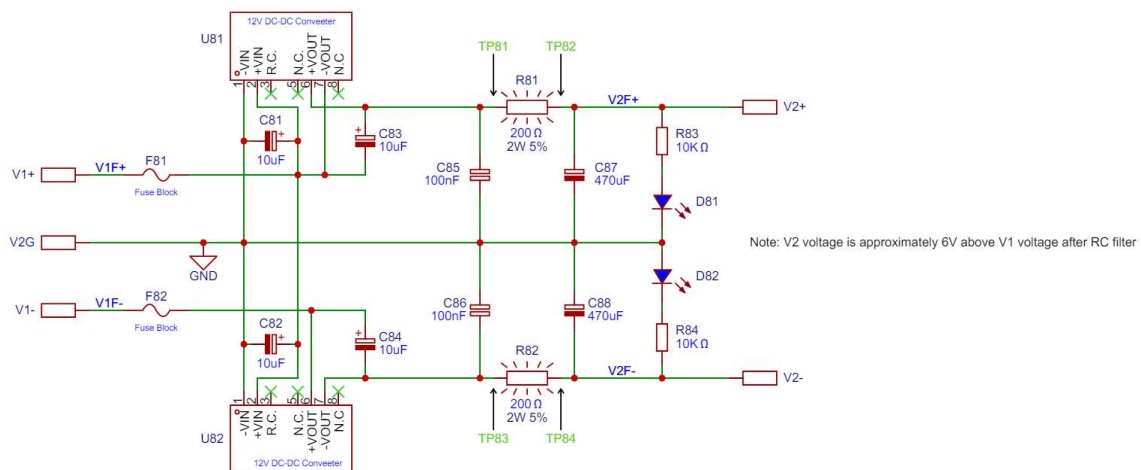 12V DC-DC Conveeter
U81
-VIN
+VIN
R.C.
N.C.
+VOUT
-VOUT
N.C
1
2
3
5
6
7
8
TP81
TP82
R81
200Ω
2W 5%
V2F+
V2+
C81
10uF
C83
10uF
R83
10KΩ
V1+
V1F+
F81
Fuse Block
C85
100nF
C87
470uF
D81
V2G
GND
Note: V2 voltage is approximately 6V above V1 voltage after RC filter
D82
V1-
V1F-
F82
Fuse Block
C86
100nF
C88
470uF
C82
10uF
C84
10uF
R84
10KΩ
R82
200Ω
2W 5%
V2F-
V2-
TP83
TP84
1
2
3
5
6
7
8
-VIN
+VIN
R.C.
N.C.
+VOUT
-VOUT
N.C
U82
12V DC-DC Conveeter